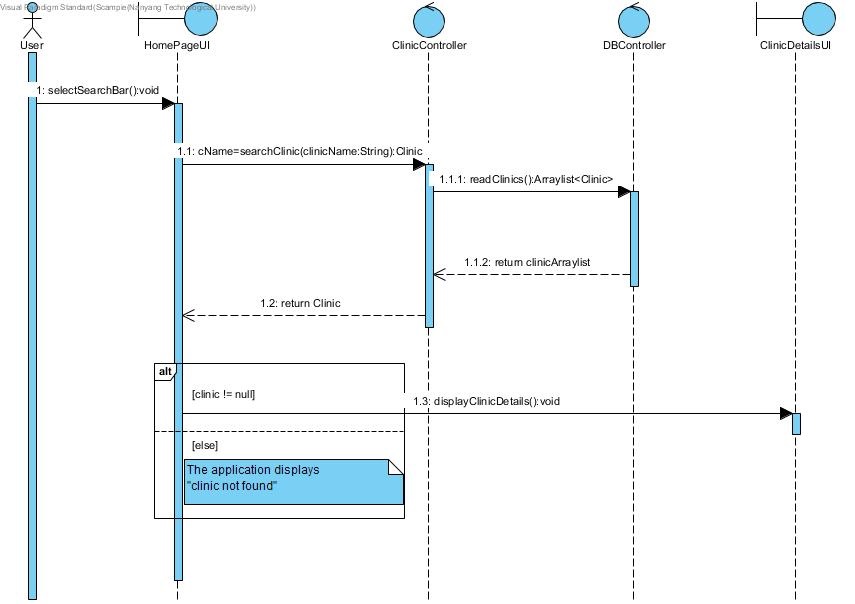 Visual Paradigm Standard(Scampie(Nanyang Technological University))
User
HomePageUI
ClinicController
DBController
ClinicDetailsUI
1: selectSearchBar():void
1.1: cName=searchClinic(clinicName:String):Clinic
1.1.1: readClinics():Arraylist<Clinic>
1.1.2: return clinicArraylist
1.2: return Clinic
alt
[clinic != null]
1.3: displayClinicDetails():void
[else]
The application displays
"clinic not found"